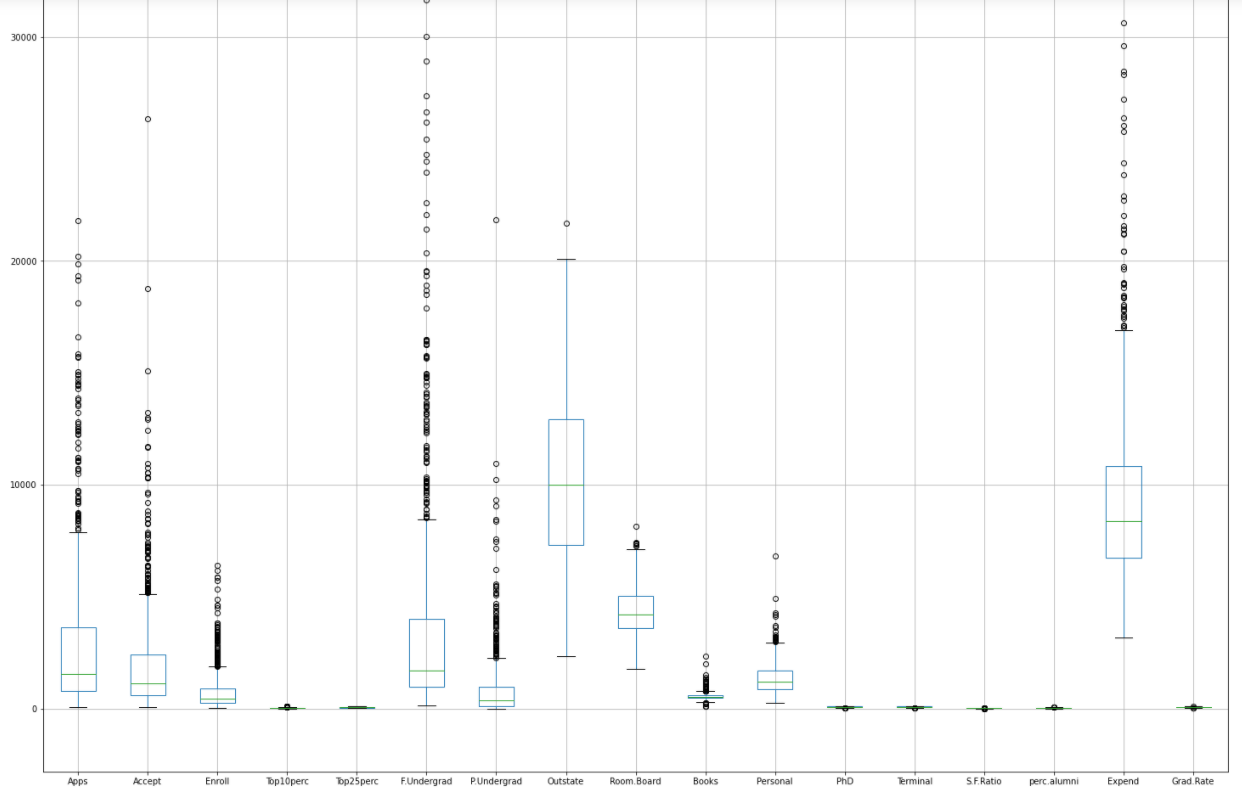 30000
20000
10000
0
Apps Accept Enroll Top10perc Top25perc F.Undergrad P.Undergrad Outstate Room.Board Books Personal PhD Terminal S.F.Ratio perc.alumni Expend Grad.Rate